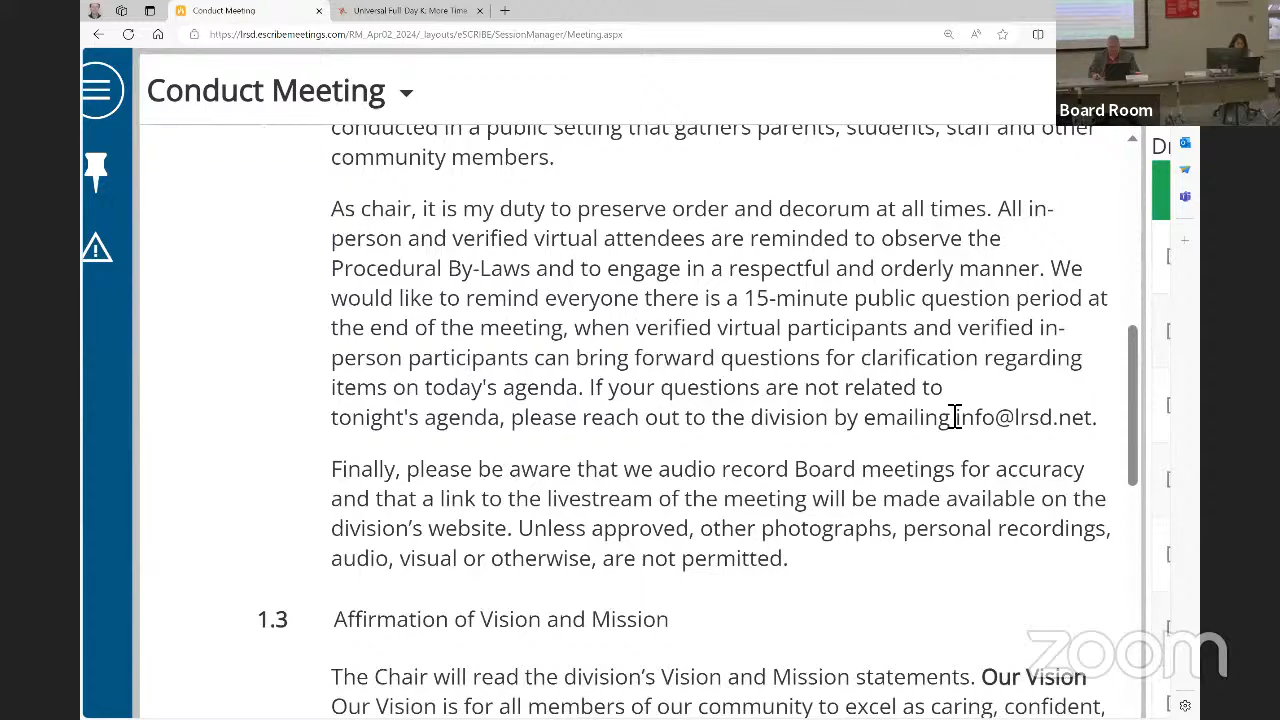 Conduct Meeting
Universal Full Day K, More Time
https://lrsd.escribemeetings.com/m_Apr02_2024/_layouts/eSCRIBE/SessionManager/Meeting.aspx
Conduct Meeting
Board Room
conducted in a public setting that gathers parents, students, staff and other
community members.
As chair, it is my duty to preserve order and decorum at all times. All in-
person and verified virtual attendees are reminded to observe the
Procedural By-Laws and to engage in a respectful and orderly manner. We
would like to remind everyone there is a 15-minute public question period at
the end of the meeting, when verified virtual participants and verified in-
person participants can bring forward questions for clarification regarding
items on today's agenda. If your questions are not related to
tonight's agenda, please reach out to the division by emailing info@lrsd.net.
Finally, please be aware that we audio record Board meetings for accuracy
and that a link to the livestream of the meeting will be made available on the
division’s website. Unless approved, other photographs, personal recordings,
audio, visual or otherwise, are not permitted.
1.3 Affirmation of Vision and Mission
The Chair will read the division’s Vision and Mission statements. Our Vision
Our Vision is for all members of our community to excel as caring, confident,
zoom